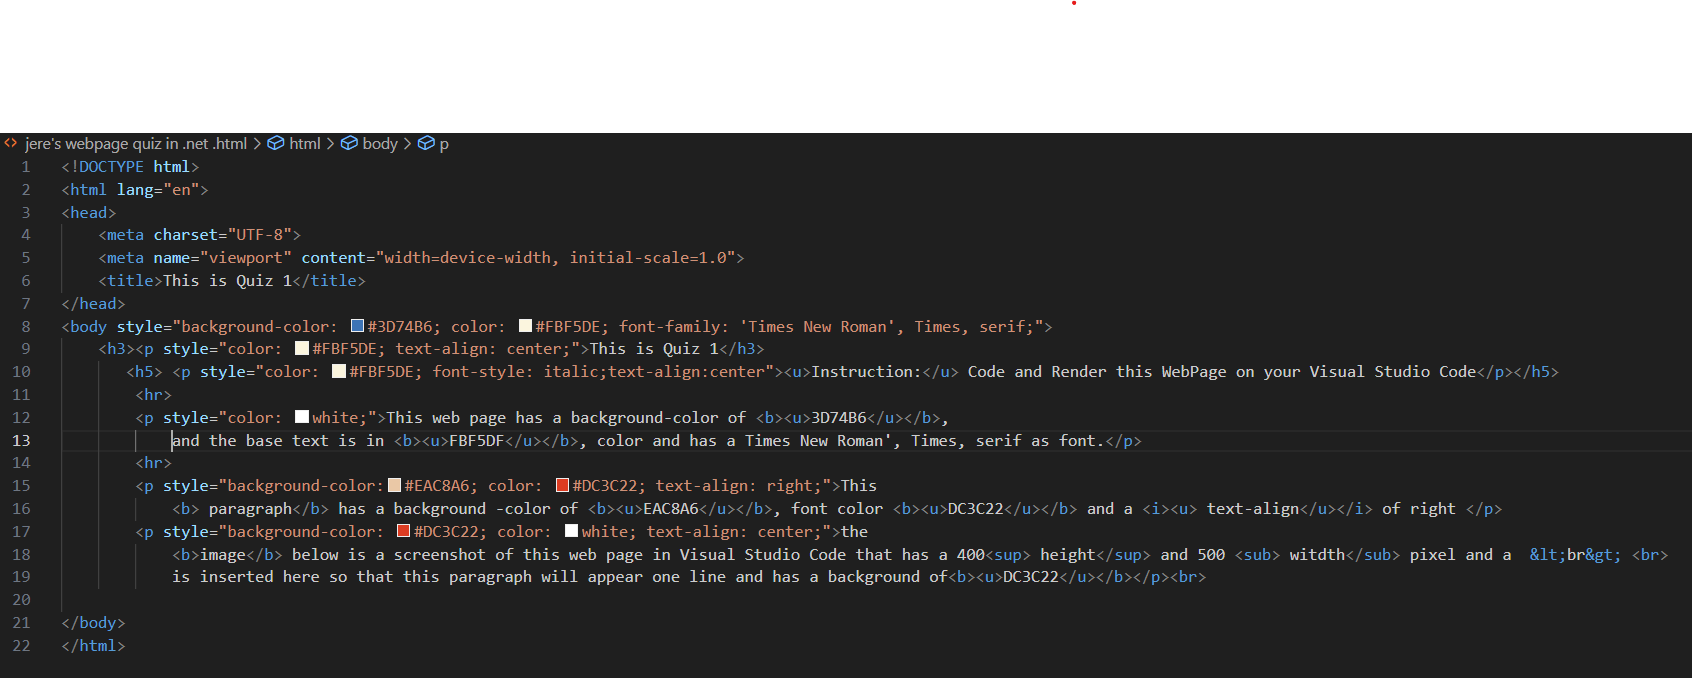 jere's webpage quiz in .net .html > html > body > p
1 <!DOCTYPE html>
2 <html lang="en">
3 <head>
4 <meta charset="UTF-8">
5 <meta name="viewport" content="width=device-width, initial-scale=1.0">
6 <title>This is Quiz 1</title>
7 </head>
8 <body style="background-color: #3D74B6; color: #FBF5DE; font-family: 'Times New Roman', Times, serif;">
9 <h3><p style="color: #FBF5DE; text-align: center;">This is Quiz 1</h3>
10 <h5> <p style="color: #FBF5DE; font-style: italic;text-align:center"><u>Instruction:</u> Code and Render this WebPage on your Visual Studio Code</p></h5>
11 <hr>
12 <p style="color: white;">This web page has a background-color of <b><u>3D74B6</u></b>,
13 and the base text is in <b><u>FBF5DF</u></b>, color and has a Times New Roman', Times, serif as font.</p>
14 <hr>
15 <p style="background-color: #EAC8A6; color: #DC3C22; text-align: right;">This
16 <b> paragraph</b> has a background -color of <b><u>EAC8A6</u></b>, font color <b><u>DC3C22</u></b> and a <i><u> text-align</u></i> of right </p>
17 <p style="background-color: #DC3C22; color: white; text-align: center;">the
18 <b>image</b> below is a screenshot of this web page in Visual Studio Code that has a 400<sup> height</sup> and 500 <sub> witdth</sub> pixel and a  &lt;br&gt; <br>
19 is inserted here so that this paragraph will appear one line and has a background of<b><u>DC3C22</u></b></p><br>
20
21 </body>
22 </html>